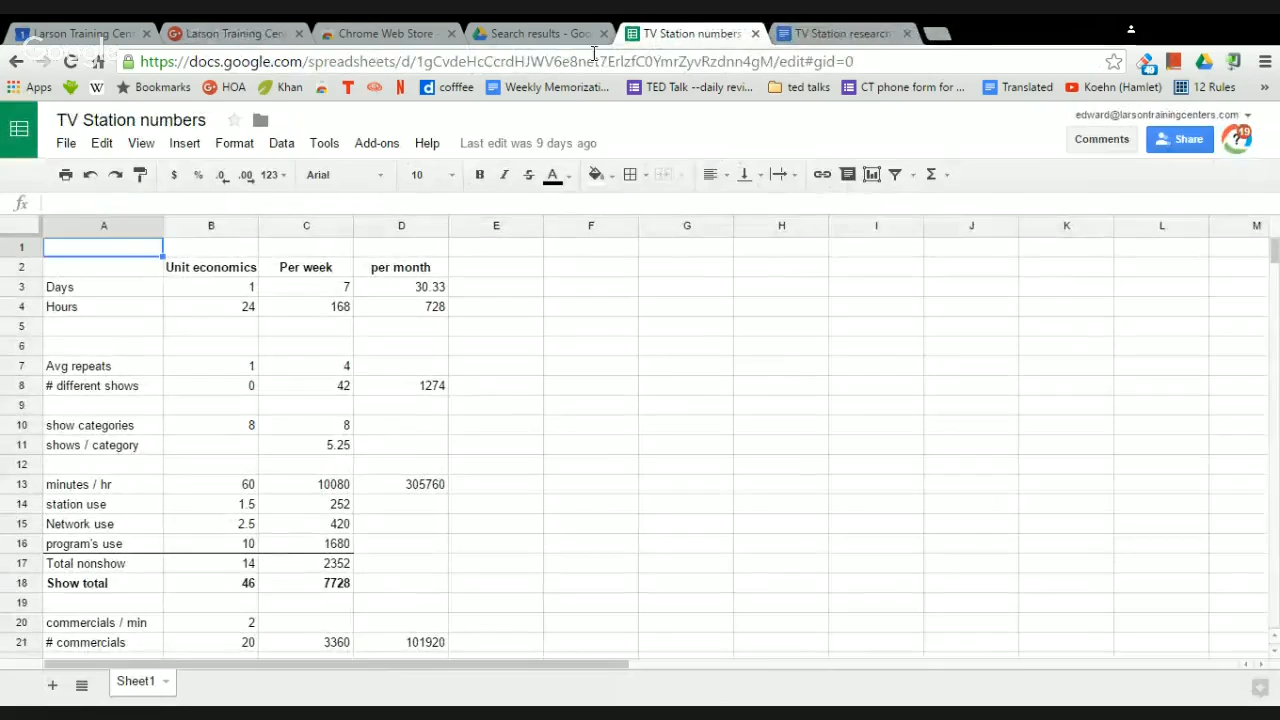 Larson Training Cent
Larson Training Cen
Chrome Web Store
Search results - Goo
TV Station numbers
TV Station research
Google
https://docs.google.com/spreadsheets/d/
/edit#gid=0
Apps
Bookmarks
HOA
Khan
cofffee
Weekly Memorizati...
TED Talk --daily revi...
ted talks
CT phone form for ...
Translated
Koehn (Hamlet)
12 Rules
»
TV Station numbers
edward@larsontrainingcenters.com
File Edit View Insert Format Data Tools Add-ons Help Last edit was 9 days ago
Comments
Share
19
$ % .0 .00 123 Arial 10 B I S A Σ
fx
A B C D E F G H I J K L M
1
2 Unit economics Per week per month
3 Days 1 7 30.33
4 Hours 24 168 728
5
6
7 Avg repeats 1 4
8 # different shows 0 42 1274
9
10 show categories 8 8
11 shows / category 5.25
12
13 minutes / hr 60 10080 305760
14 station use 1.5 252
15 Network use 2.5 420
16 program's use 10 1680
17 Total nonshow 14 2352
18 Show total 46 7728
19
20 commercials / min 2
21 # commercials 20 3360 101920
+ Sheet1